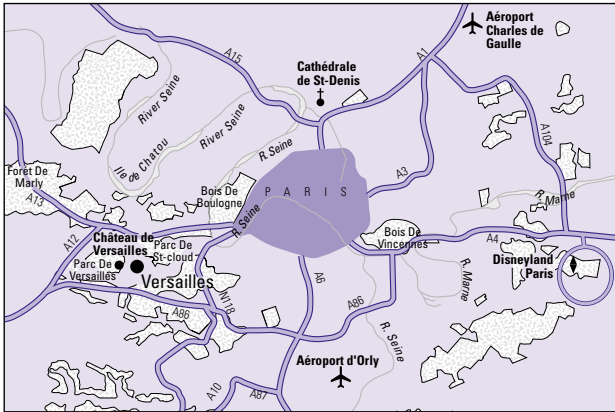 Aéroport
Charles de
Gaulle
A15
A1
Cathédrale
de St-Denis
River Seine
River Seine
Ile de Chatou
R. Seine
A104
A3
Forêt De
Marly
A13
Bois De
Boulogne
PARIS
R. Marne
R. Seine
A12
Château de
Versailles
Parc De
St-cloud
Parc De
Versailles
Versailles
Bois De
Vincennes
A4
Disneyland
Paris
A6
R. Marne
N118
A86
A86
R. Seine
Aéroport d'Orly
A10
A87